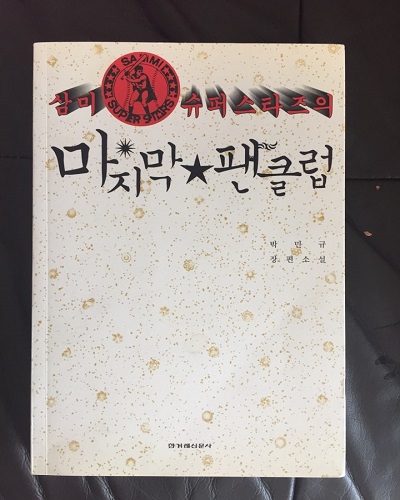 삼미 슈퍼스타즈의
SAMMI
SUPER STARS
마지막★팬클럽
박민규
장편소설
한겨레신문사